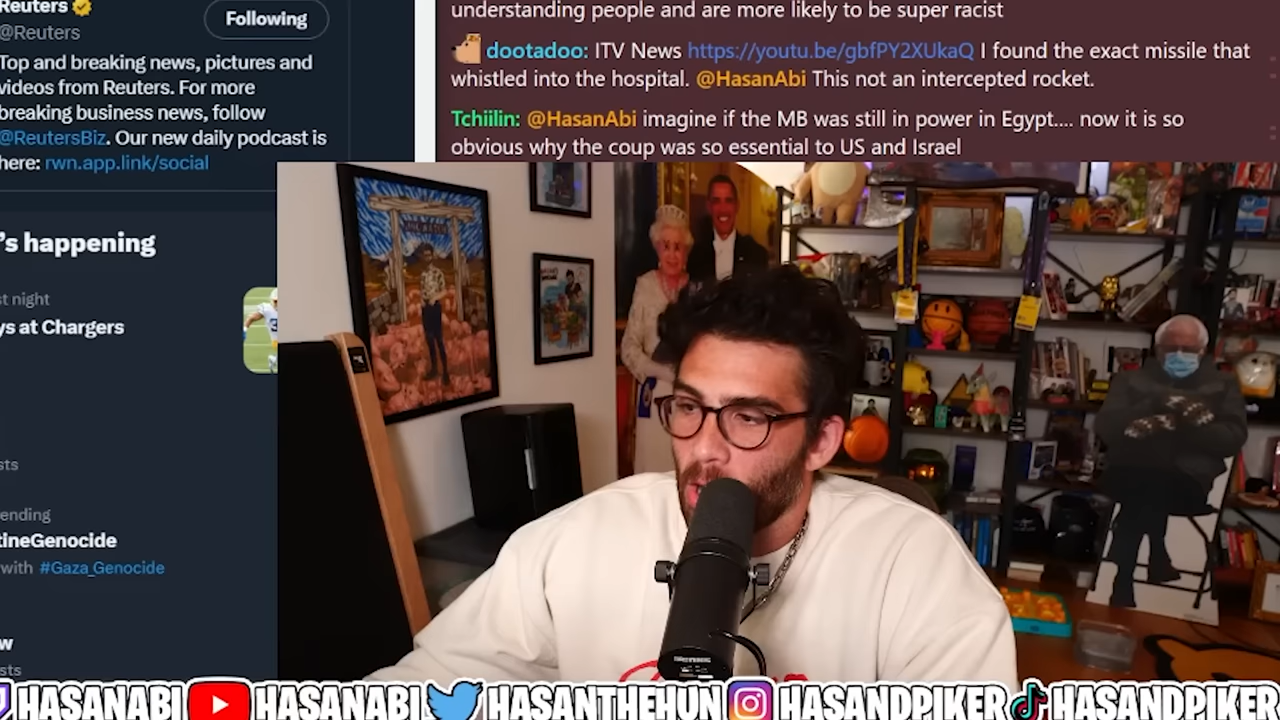 Reuters
Following
@Reuters
Top and breaking news, pictures and
videos from Reuters. For more
breaking business news, follow
@ReutersBiz. Our new daily podcast is
here: rwn.app.link/social
's happening
st night
ys at Chargers
sts
ending
tineGenocide
with #Gaza_Genocide
w
sts
understanding people and are more likely to be super racist
dootadoo: ITV News https://youtu.be/gbfPY2XUkaQ I found the exact missile that
whistled into the hospital. @HasanAbi This not an intercepted rocket.
Tchiilin: @HasanAbi imagine if the MB was still in power in Egypt.... now it is so
obvious why the coup was so essential to US and Israel
HASANABI HASANABI HASANTHEHUN HASANDPIKER HASANDPIKER